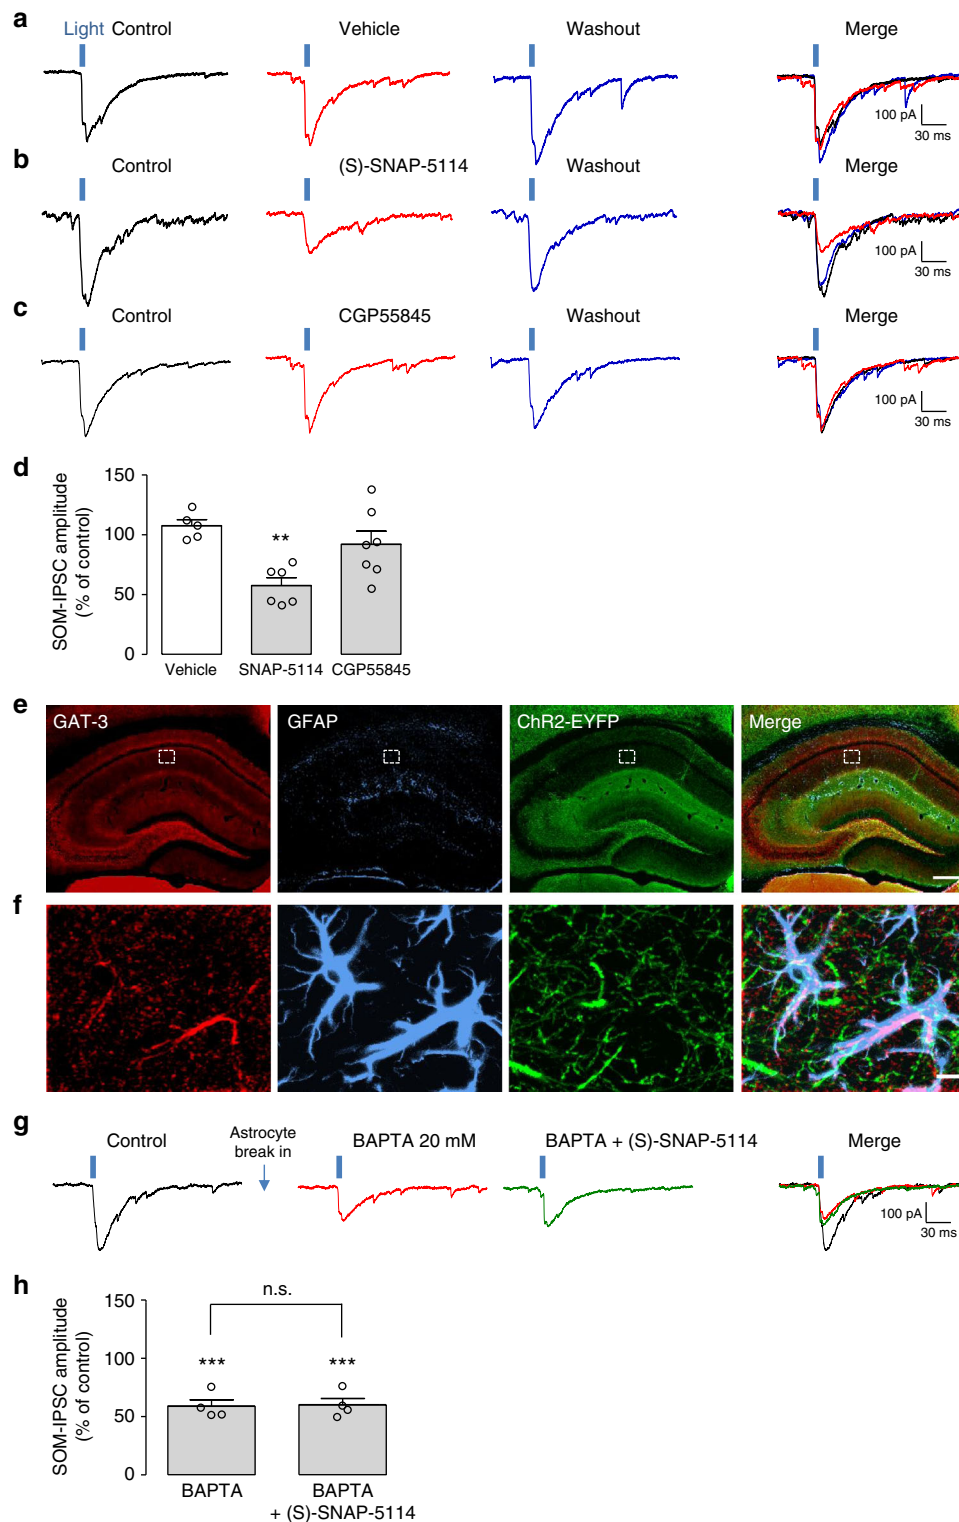 a
Light Control Vehicle Washout Merge
100 pA
30 ms
b
Control (S)-SNAP-5114 Washout Merge
100 pA
30 ms
c
Control CGP55845 Washout Merge
100 pA
30 ms
d
SOM-IPSC amplitude
(% of control)
150
100
50
0
**
Vehicle SNAP-5114 CGP55845
e
GAT-3 GFAP ChR2-EYFP Merge
f
g
Control Astrocyte
break in
BAPTA 20 mM BAPTA + (S)-SNAP-5114 Merge
100 pA
30 ms
h
SOM-IPSC amplitude
(% of control)
150
100
50
0
n.s.
*** ***
BAPTA BAPTA
+ (S)-SNAP-5114